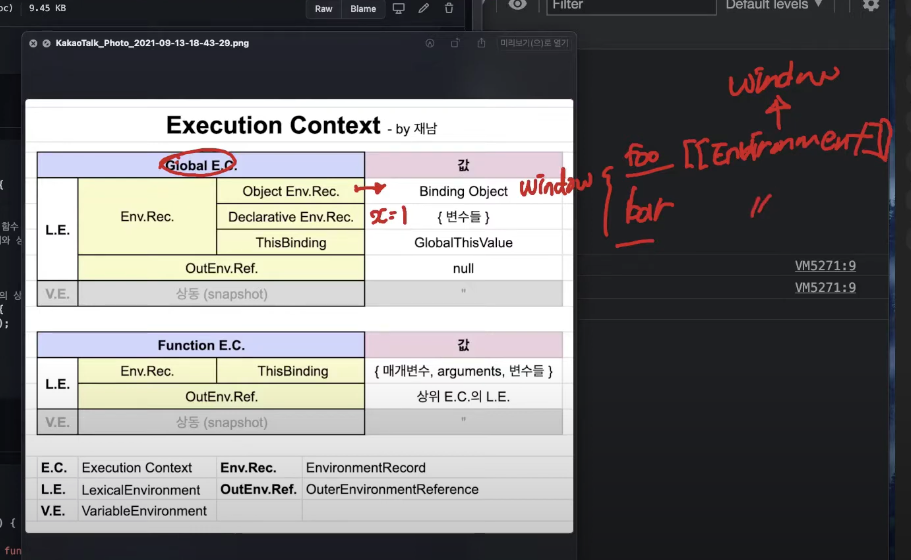 oc) 9.45 KB Raw Blame
Filter Default levels ▼
KakaoTalk_Photo_2021-09-13-18-43-29.png 미리보기(으)로 열기
Execution Context - by 재남
Global E.C. 값
L.E. Env.Rec. Object Env.Rec. Binding Object
Declarative Env.Rec. { 변수들 }
ThisBinding GlobalThisValue
OutEnv.Ref. null
V.E. 상동 (snapshot) "
Function E.C. 값
L.E. Env.Rec. ThisBinding { 매개변수, arguments, 변수들 }
OutEnv.Ref. 상위 E.C.의 L.E.
V.E. 상동 (snapshot) "
E.C. Execution Context Env.Rec. EnvironmentRecord
L.E. LexicalEnvironment OutEnv.Ref. OuterEnvironmentReference
V.E. VariableEnvironment
window
window { foo [[Environment]]
x=1
bar "
VM5271:9
VM5271:9
{
함수
와 상
의 상
{
);
) {
fun